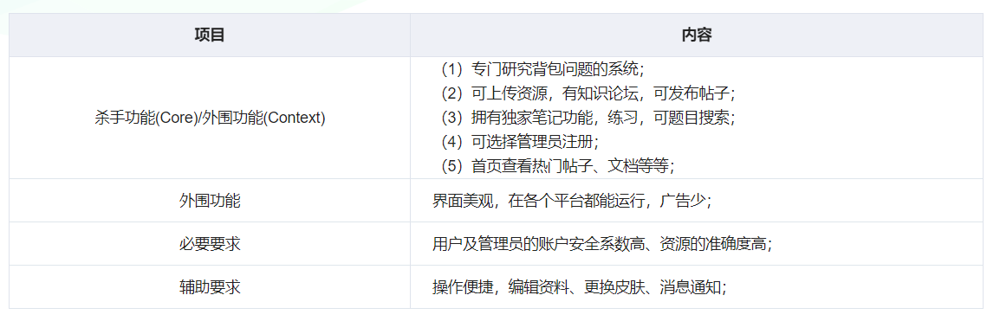 项目
内容
杀手功能(Core)/外围功能(Context)
（1）专门研究背包问题的系统；
（2）可上传资源，有知识论坛，可发布帖子；
（3）拥有独家笔记功能，练习，可题目搜索；
（4）可选择管理员注册；
（5）首页查看热门帖子、文档等等；
外围功能
界面美观，在各个平台都能运行，广告少；
必要要求
用户及管理员的账户安全系数高、资源的准确度高；
辅助要求
操作便捷，编辑资料、更换皮肤、消息通知；